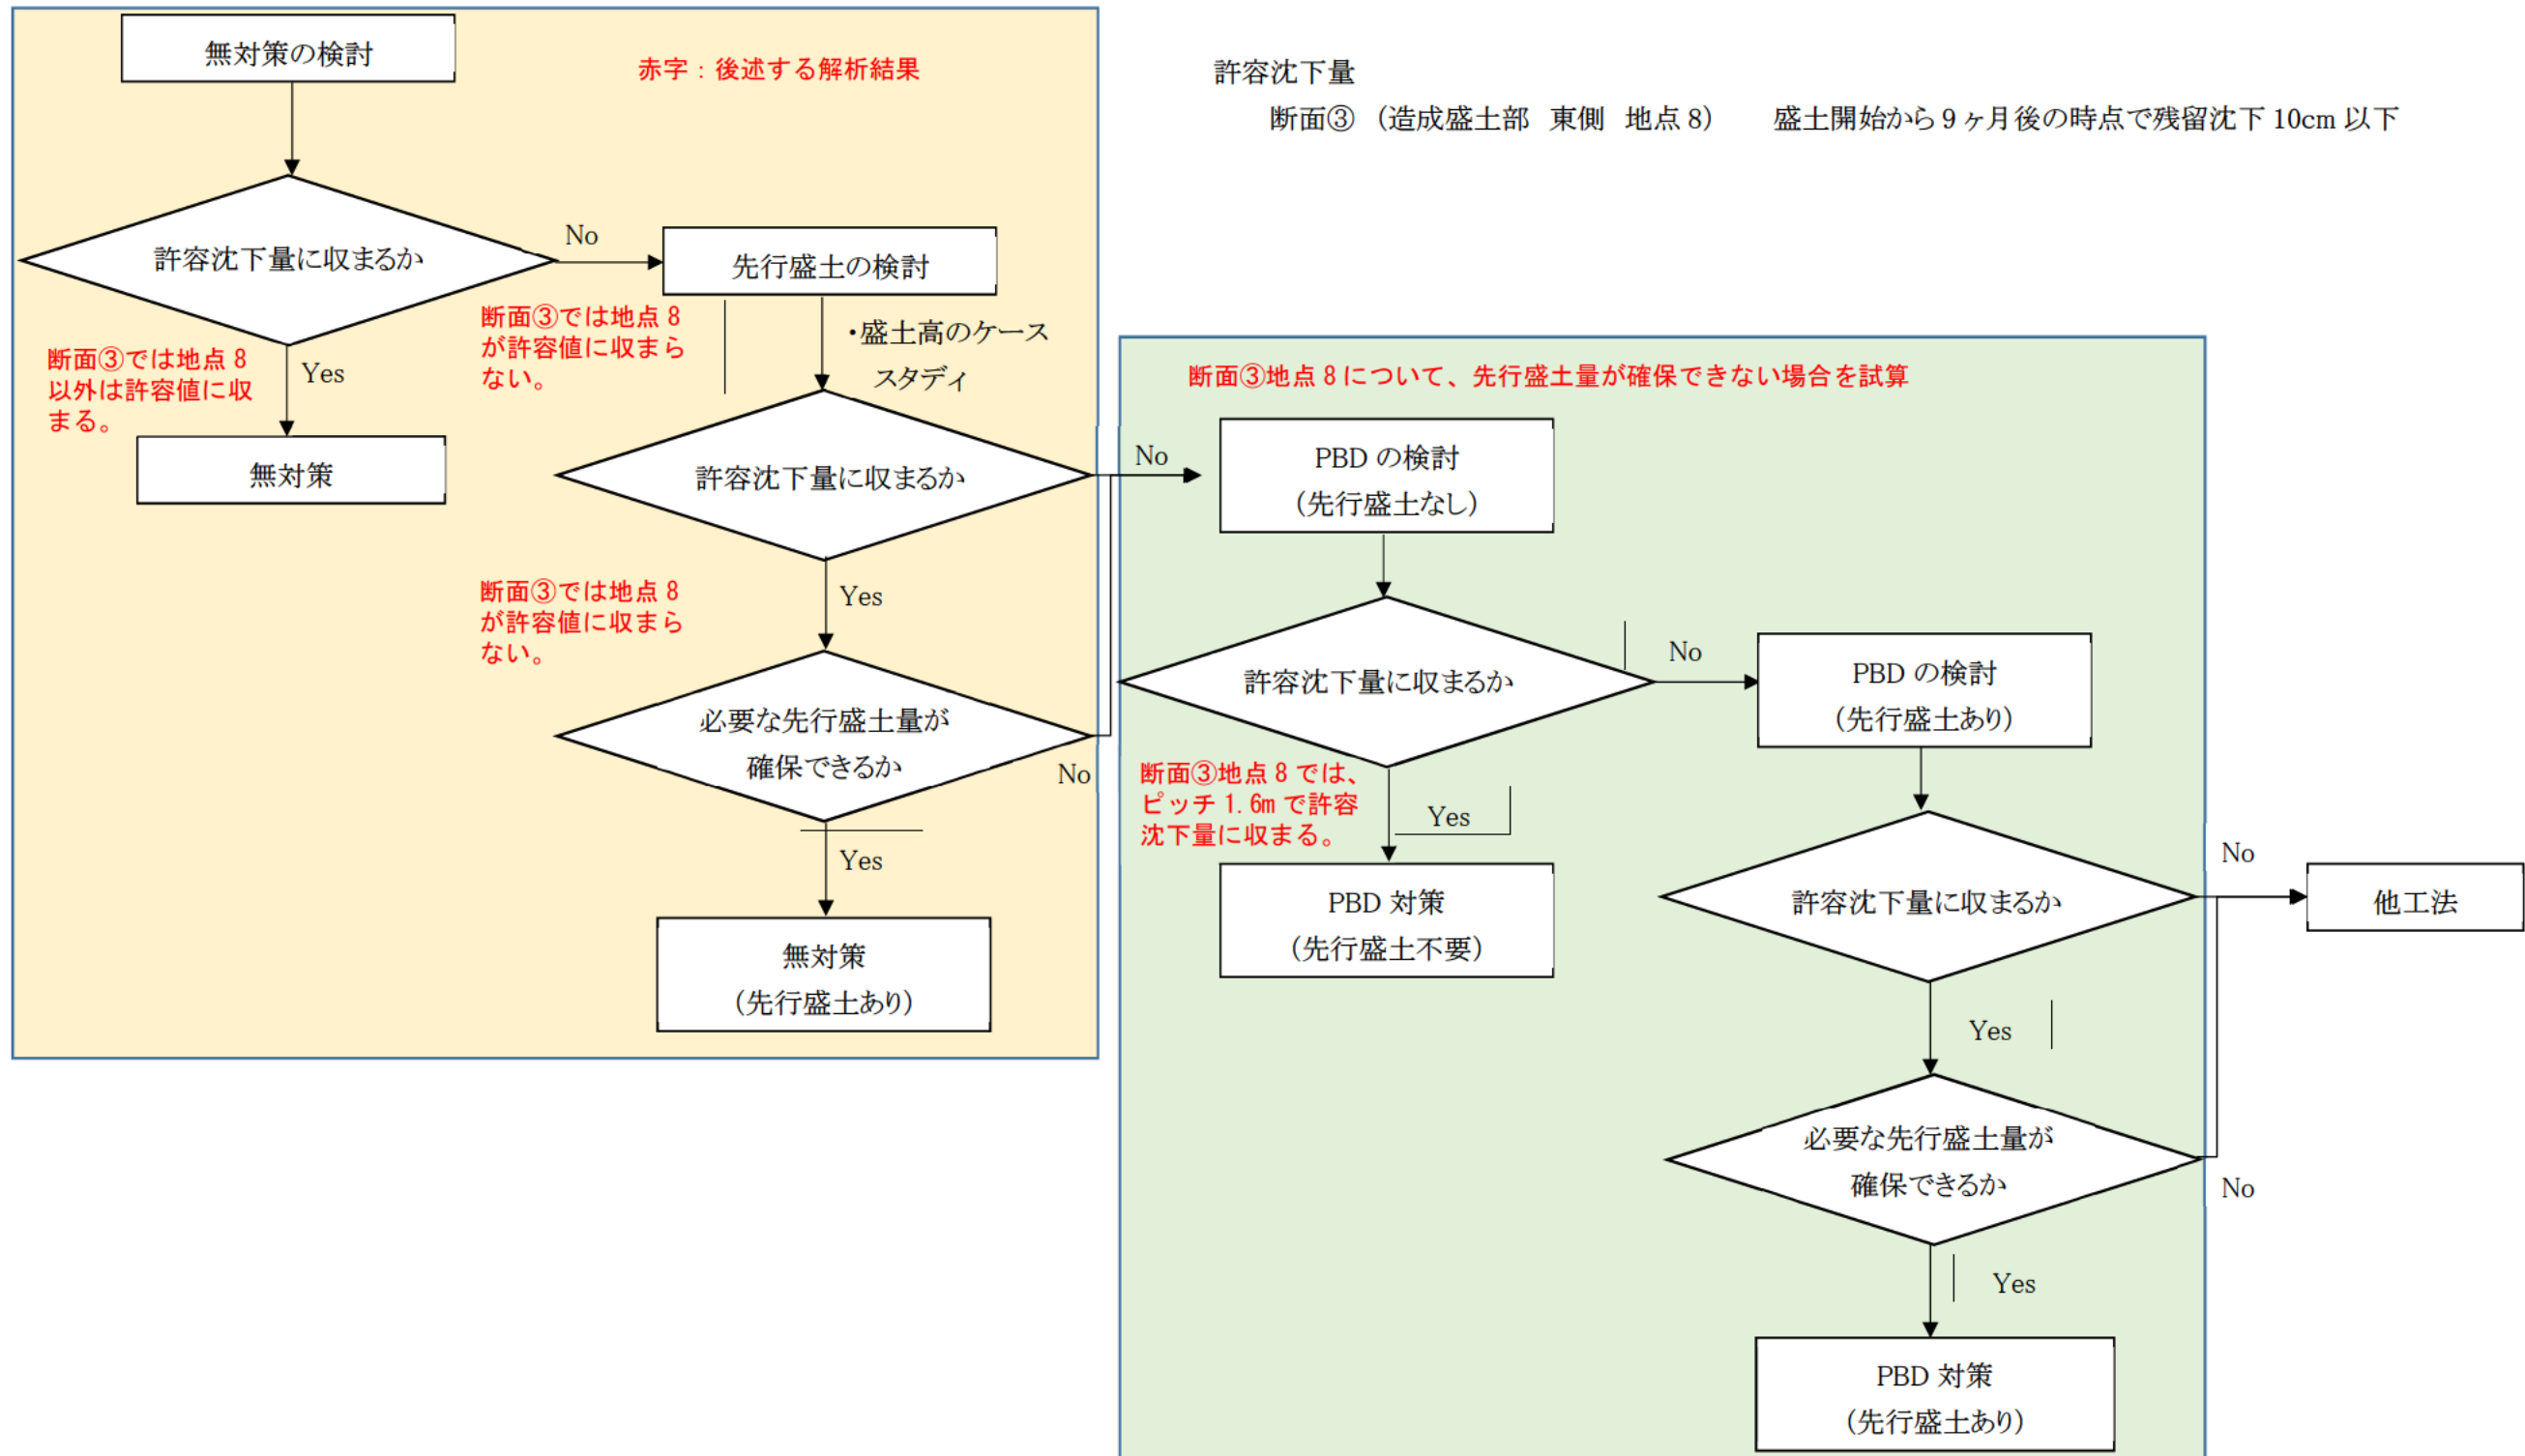 無対策の検討
赤字：後述する解析結果
許容沈下量
断面③ （造成盛土部 東側 地点 8） 盛土開始から 9 ヶ月後の時点で残留沈下 10cm 以下
許容沈下量に収まるか
No
先行盛土の検討
断面③では地点 8
が許容値に収まら
ない。
・盛土高のケース
スタディ
断面③では地点 8
以外は許容値に収
まる。
Yes
無対策
許容沈下量に収まるか
No
断面③では地点 8
が許容値に収まら
ない。
Yes
必要な先行盛土量が
確保できるか
No
Yes
無対策
（先行盛土あり）
断面③地点 8 について、先行盛土量が確保できない場合を試算
PBD の検討
（先行盛土なし）
許容沈下量に収まるか
No
PBD の検討
（先行盛土あり）
断面③地点 8 では、
ピッチ 1.6m で許容
沈下量に収まる。
Yes
PBD 対策
（先行盛土不要）
許容沈下量に収まるか
No
他工法
Yes
必要な先行盛土量が
確保できるか
No
Yes
PBD 対策
（先行盛土あり）